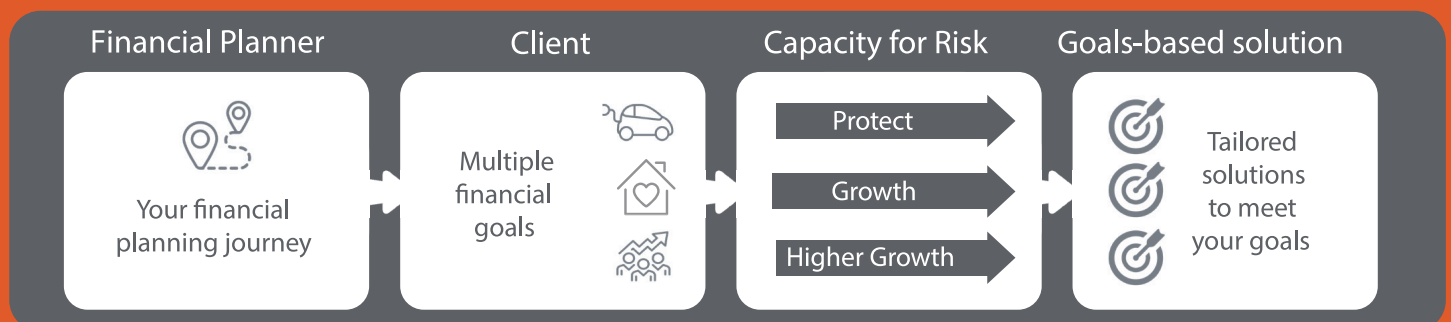 Financial Planner
Your financial
planning journey
Client
Multiple
financial
goals
Capacity for Risk
Protect
Growth
Higher Growth
Goals-based solution
Tailored
solutions
to meet
your goals